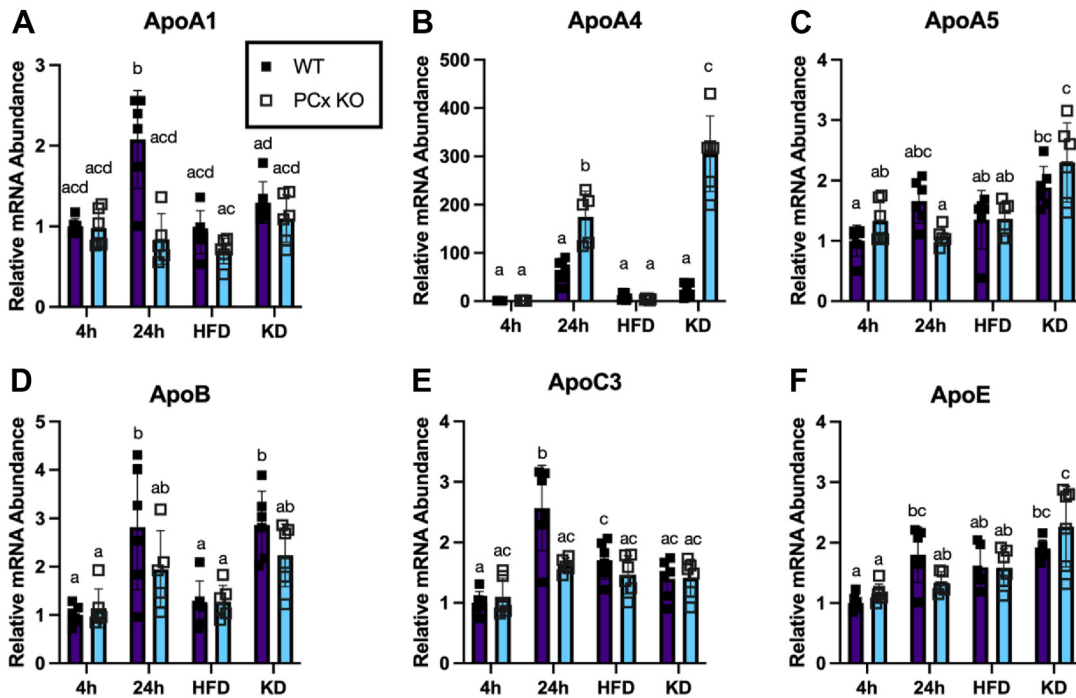 A
ApoA1
Relative mRNA Abundance
3
2
1
0
acd
acd
b
acd
acd
ac
ad
acd
WT
PCx KO
4h
24h
HFD
KD
B
ApoA4
Relative mRNA Abundance
500
400
300
200
100
0
a
a
a
b
a
a
a
c
4h
24h
HFD
KD
C
ApoA5
Relative mRNA Abundance
4
3
2
1
0
a
ab
abc
a
ab
ab
bc
c
4h
24h
HFD
KD
D
ApoB
Relative mRNA Abundance
5
4
3
2
1
0
a
a
b
ab
a
a
b
ab
4h
24h
HFD
KD
E
ApoC3
Relative mRNA Abundance
4
3
2
1
0
a
ac
b
ac
c
ac
ac
ac
4h
24h
HFD
KD
F
ApoE
Relative mRNA Abundance
4
3
2
1
0
a
a
bc
ab
ab
ab
bc
c
4h
24h
HFD
KD